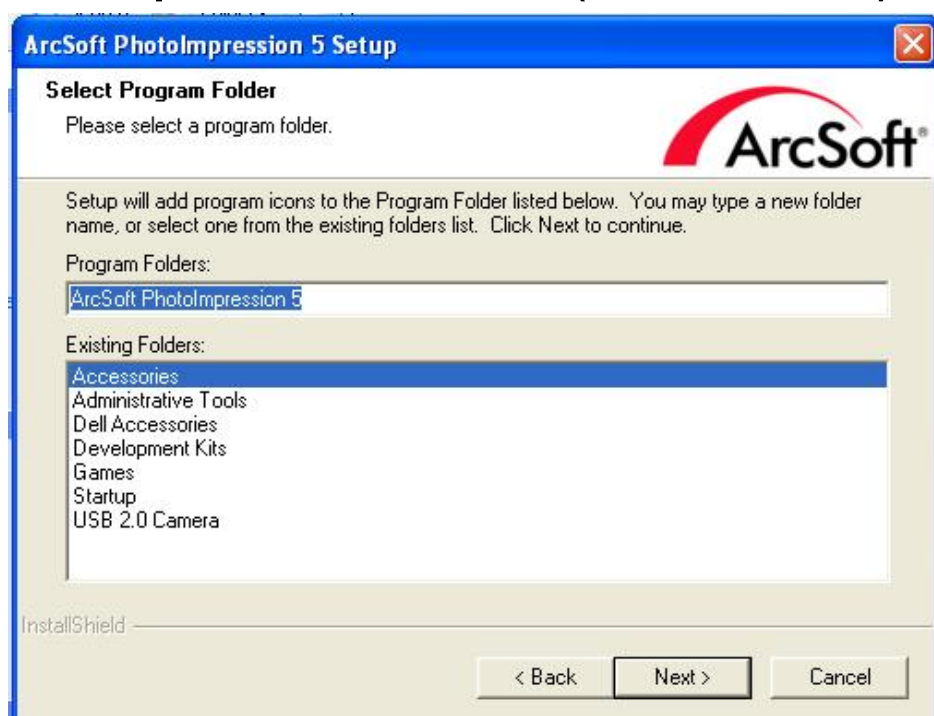 ArcSoft PhotoImpression 5 Setup
Select Program Folder
Please select a program folder.
ArcSoft®
Setup will add program icons to the Program Folder listed below. You may type a new folder
name, or select one from the existing folders list. Click Next to continue.
Program Folders:
ArcSoft PhotoImpression 5
Existing Folders:
Accessories
Administrative Tools
Dell Accessories
Development Kits
Games
Startup
USB 2.0 Camera
InstallShield
< Back Next > Cancel